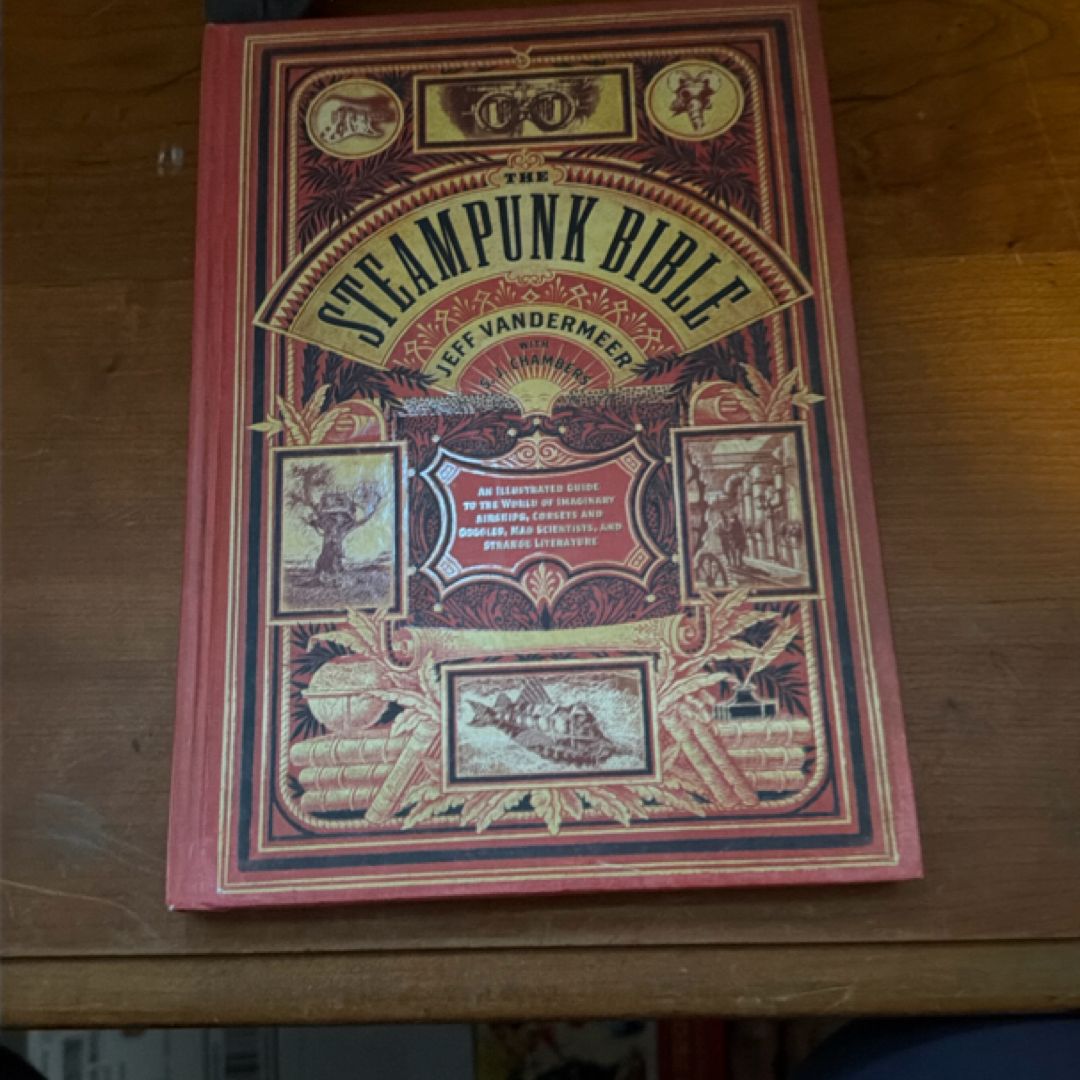 THE
STEAMPUNK BIBLE
JEFF VANDERMEER
WITH
S. J. CHAMBERS
AN ILLUSTRATED GUIDE
TO THE WORLD OF IMAGINARY
AIRSHIPS, CORSETS AND
GOGGLES, MAD SCIENTISTS, AND
STRANGE LITERATURE